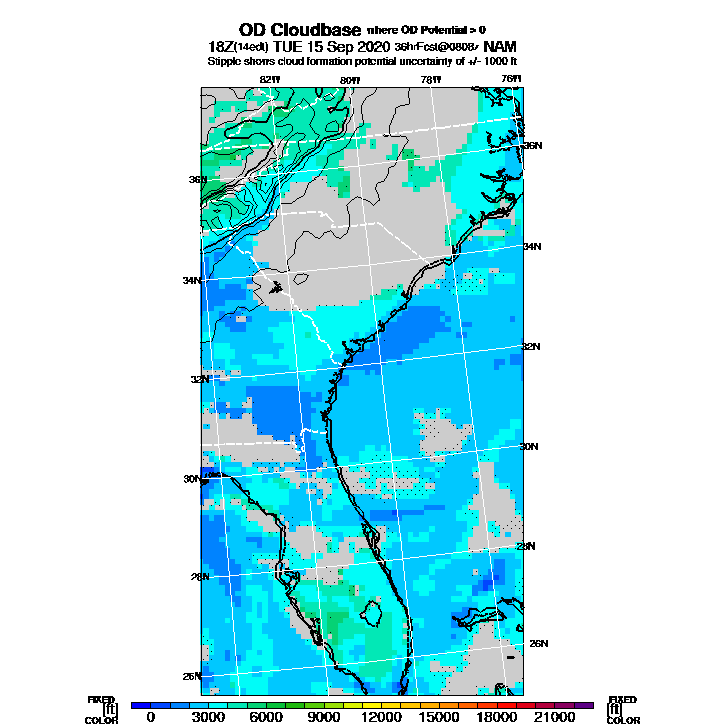 OD Cloudbase where OD Potential > 0
18Z(14edt) TUE 15 Sep 2020 36hrFcst@0808z NAM
Stipple shows cloud formation potential uncertainty of +/- 1000 ft
82W 80W 78W 76W
36N
36N
34N
34N
32N
32N
30N
30N
28N
28N
26N
26N
FIXED [ft] COLOR
0 3000 6000 9000 12000 15000 18000 21000
FIXED [ft] COLOR